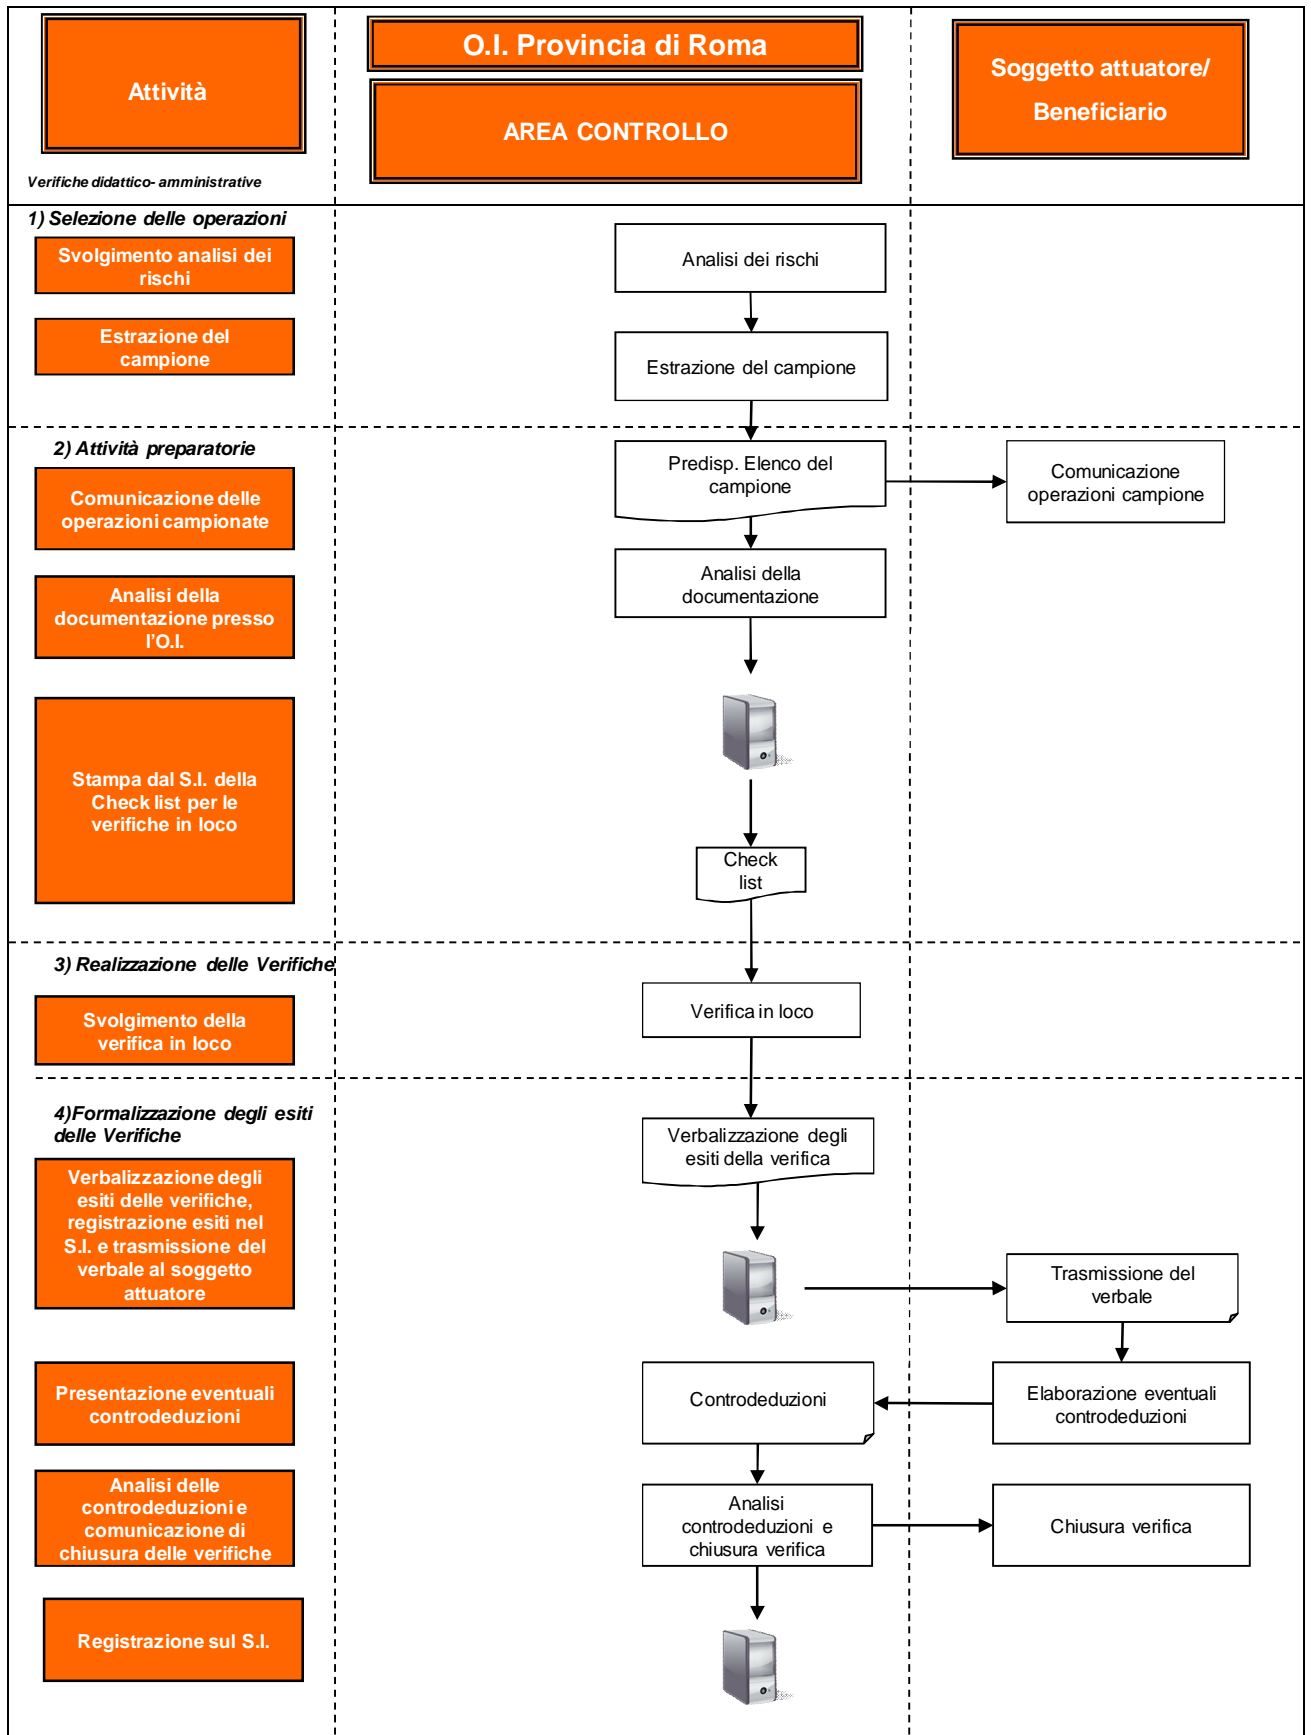 Attività
Verifiche didattico- amministrative
O.I. Provincia di Roma
AREA CONTROLLO
Soggetto attuatore/
Beneficiario
1) Selezione delle operazioni
Svolgimento analisi dei
rischi
Analisi dei rischi
Estrazione del
campione
Estrazione del campione
2) Attività preparatorie
Comunicazione delle
operazioni campionate
Predisp. Elenco del
campione
Comunicazione
operazioni campione
Analisi della
documentazione presso
l'O.I.
Analisi della
documentazione
Stampa dal S.I. della
Check list per le
verifiche in loco
Check
list
3) Realizzazione delle Verifiche
Svolgimento della
verifica in loco
Verifica in loco
4)Formalizzazione degli esiti
delle Verifiche
Verbalizzazione degli
esiti delle verifiche,
registrazione esiti nel
S.I. e trasmissione del
verbale al soggetto
attuatore
Verbalizzazione degli
esiti della verifica
Trasmissione del
verbale
Presentazione eventuali
controdeduzioni
Controdeduzioni
Elaborazione eventuali
controdeduzioni
Analisi delle
controdeduzioni e
comunicazione di
chiusura delle verifiche
Analisi
controdeduzioni e
chiusura verifica
Chiusura verifica
Registrazione sul S.I.